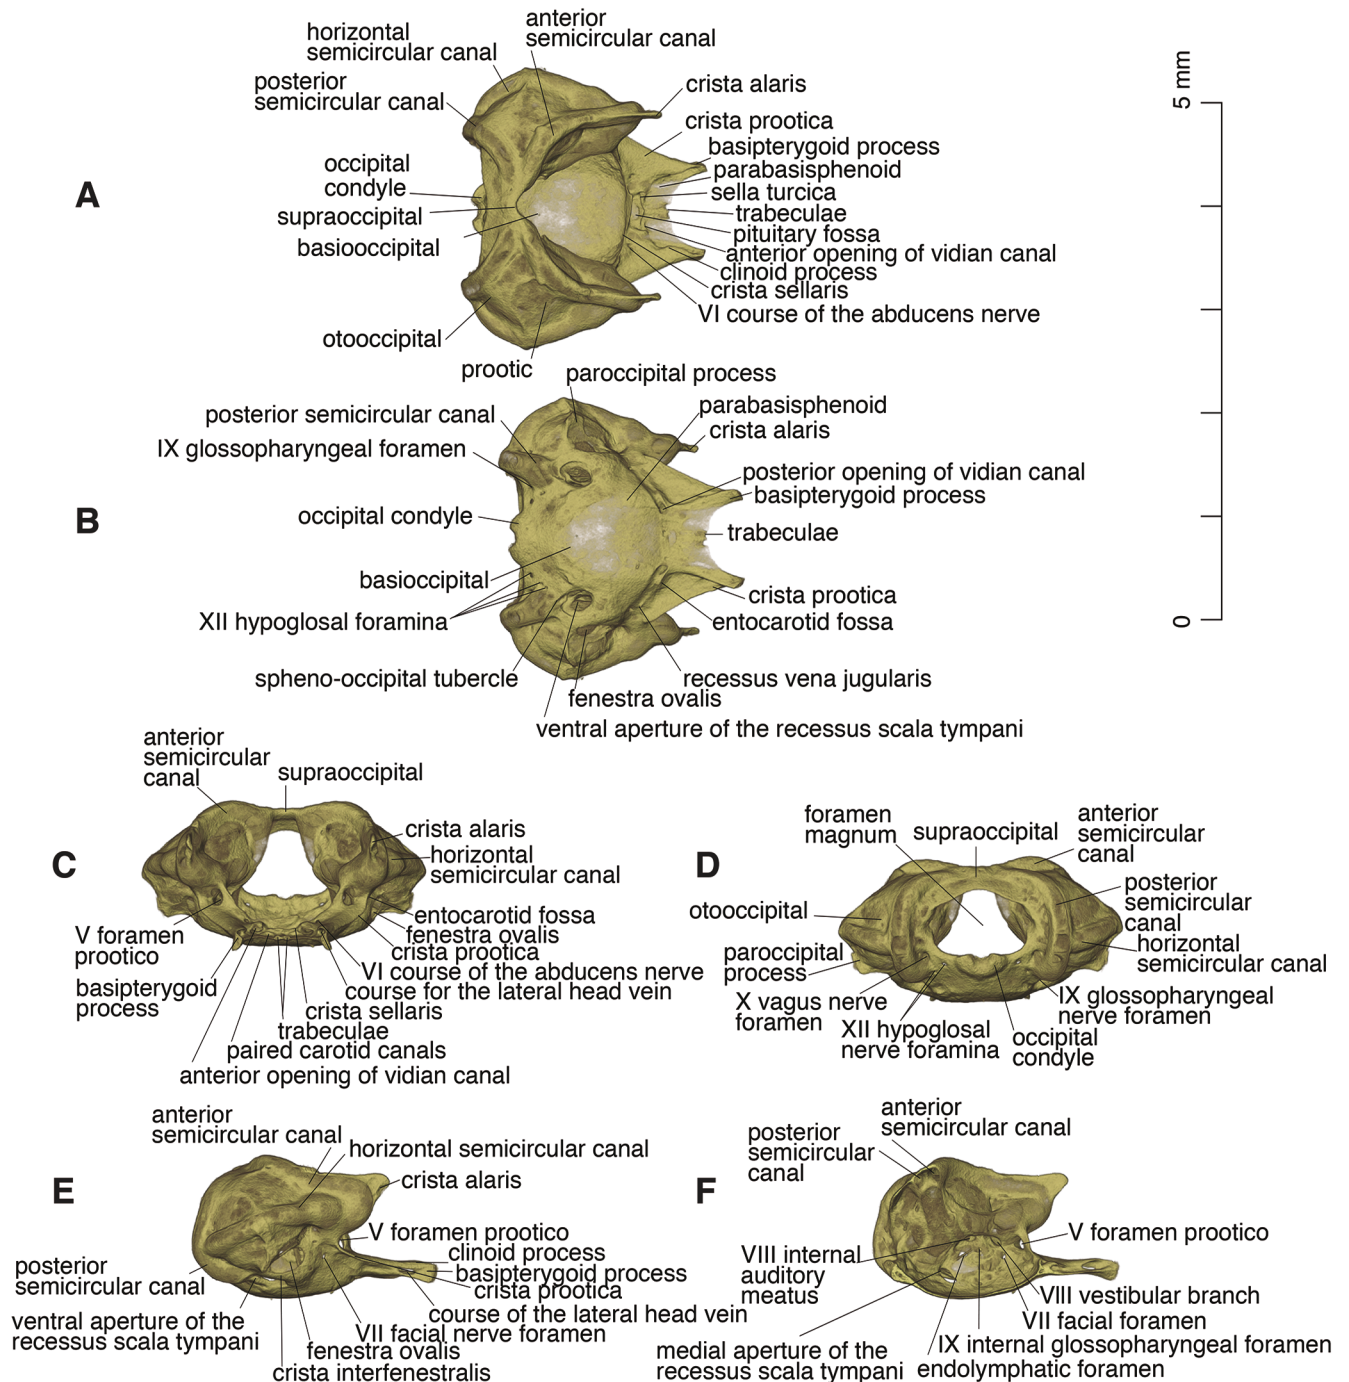 anterior
semicircular canal
horizontal
semicircular canal
posterior
semicircular canal
crista alaris
crista prootica
basipterygoid process
parabasisphenoid
sella turcica
trabeculae
pituitary fossa
anterior opening of vidian canal
clinoid process
crista sellaris
VI course of the abducens nerve
occipital
condyle
supraoccipital
basiooccipital
otooccipital
prootic
A
5 mm
0
paroccipital process
parabasisphenoid
crista alaris
posterior semicircular canal
IX glossopharyngeal foramen
posterior opening of vidian canal
basipterygoid process
occipital condyle
trabeculae
B
basioccipital
crista prootica
XII hypoglosal foramina
entocarotid fossa
spheno-occipital tubercle
recessus vena jugularis
fenestra ovalis
ventral aperture of the recessus scala tympani
anterior
semicircular
canal
supraoccipital
crista alaris
horizontal
semicircular canal
C
entocarotid fossa
fenestra ovalis
crista prootica
VI course of the abducens nerve
course for the lateral head vein
crista sellaris
trabeculae
paired carotid canals
anterior opening of vidian canal
V foramen
prootico
basipterygoid
process
foramen
magnum
supraoccipital
anterior
semicircular
canal
D
posterior
semicircular
canal
horizontal
semicircular canal
otooccipital
paroccipital
process
X vagus nerve
foramen
XII hypoglosal
nerve foramina
occipital
condyle
IX glossopharyngeal
nerve foramen
anterior
semicircular canal
horizontal semicircular canal
crista alaris
E
V foramen prootico
clinoid process
basipterygoid process
crista prootica
course of the lateral head vein
VII facial nerve foramen
fenestra ovalis
crista interfenestralis
posterior
semicircular canal
ventral aperture of the
recessus scala tympani
anterior
semicircular canal
posterior
semicircular
canal
F
V foramen prootico
VIII internal
auditory
meatus
VIII vestibular branch
VII facial foramen
IX internal glossopharyngeal foramen
endolymphatic foramen
medial aperture of the
recessus scala tympani